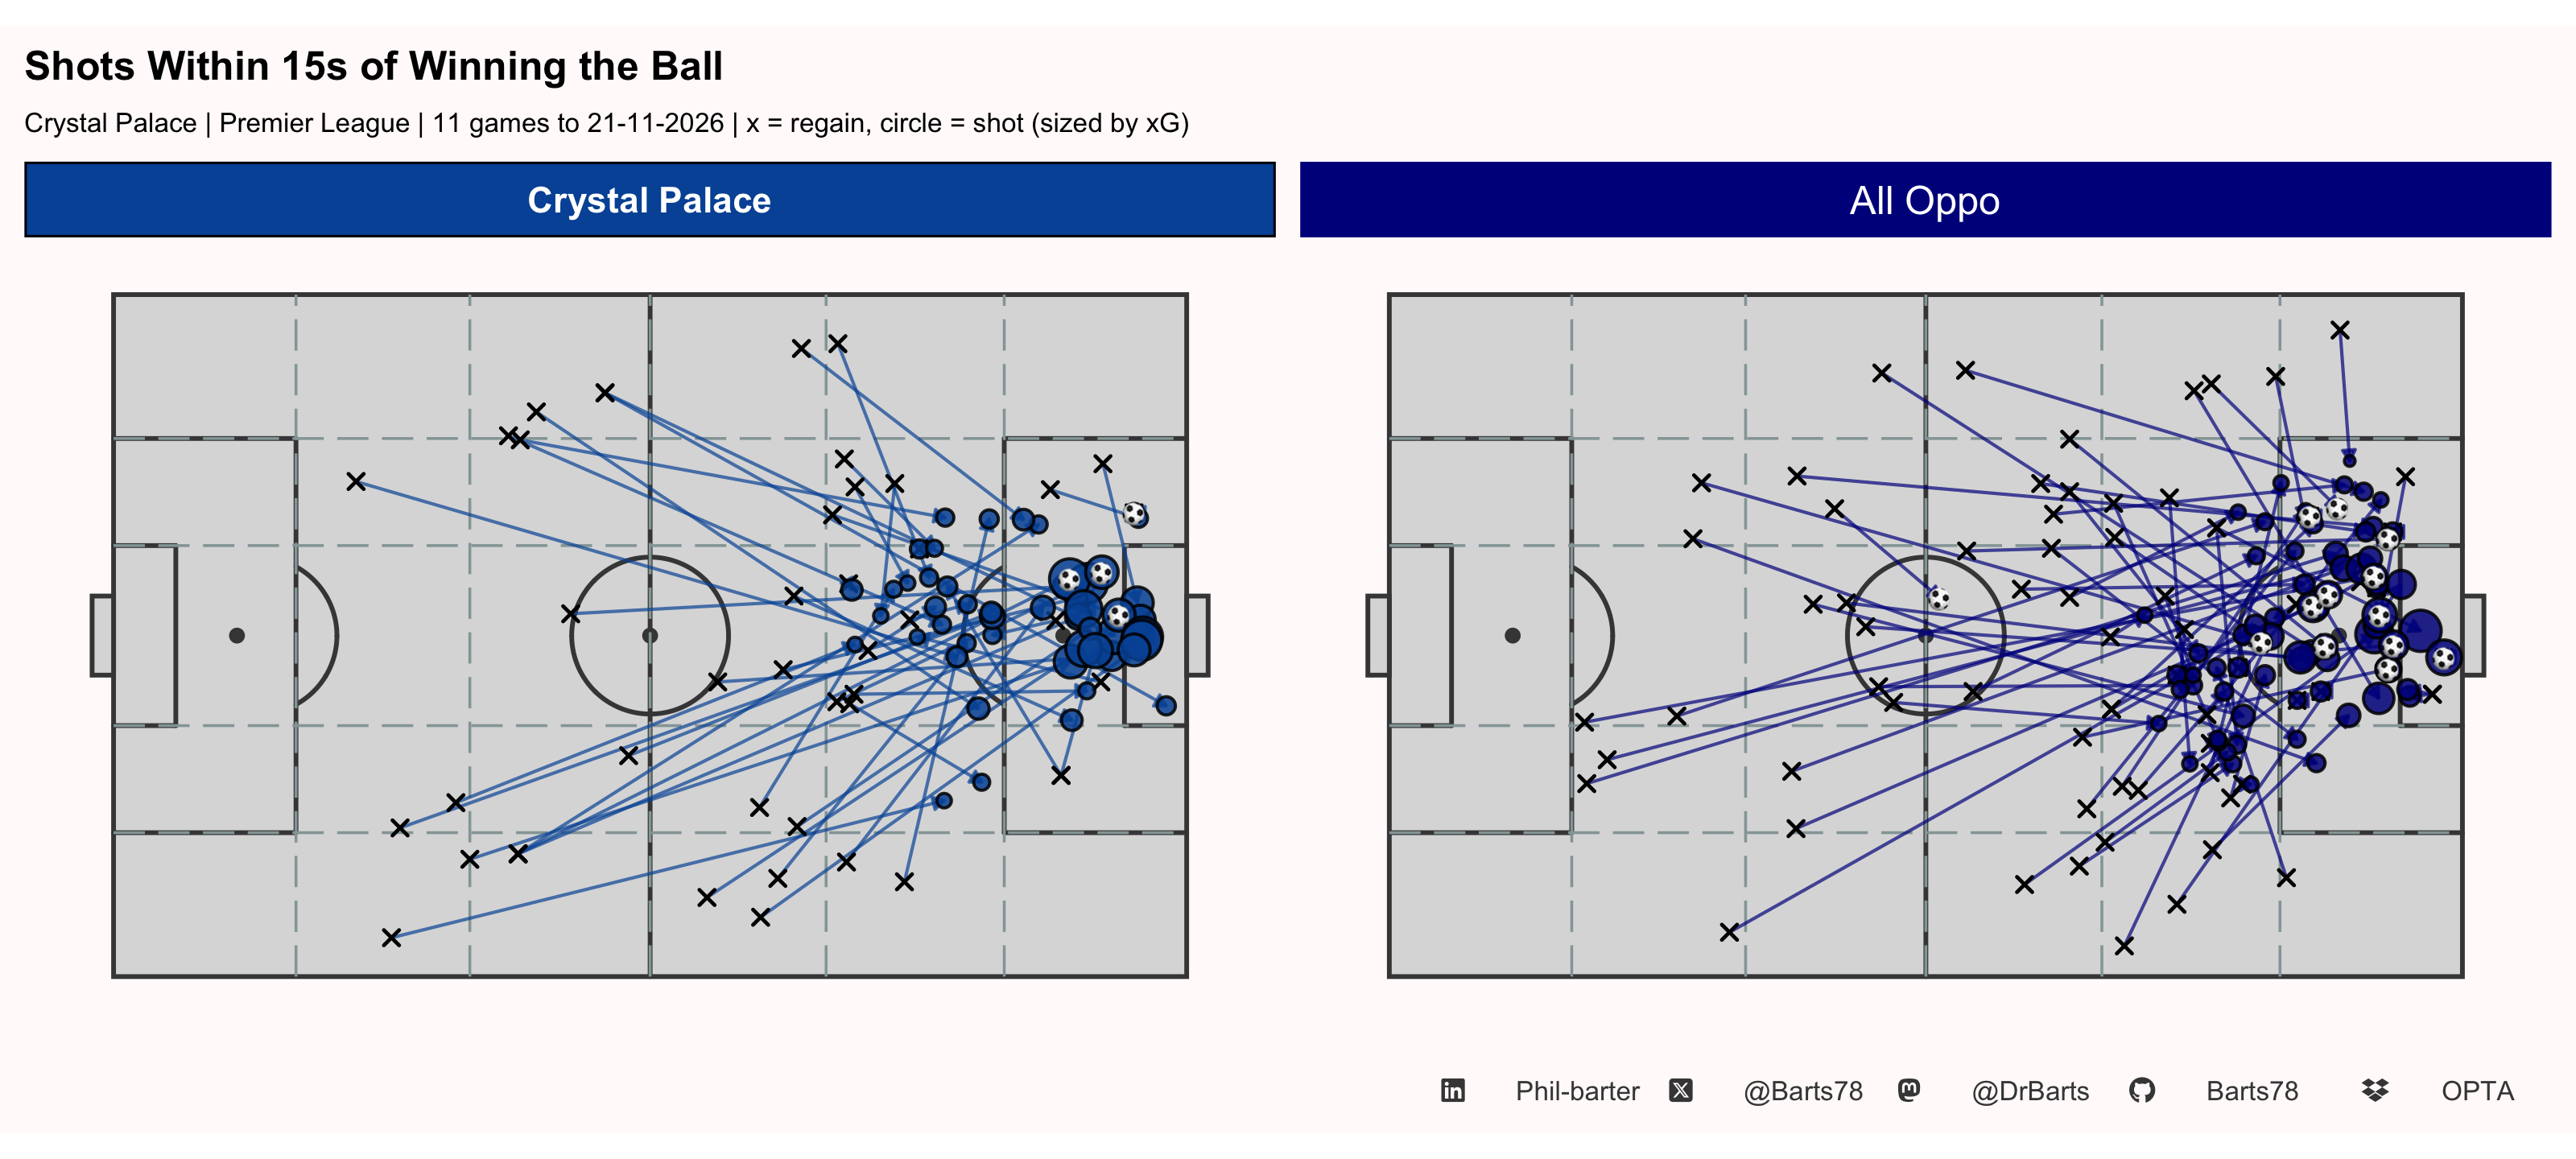 Shots Within 15s of Winning the Ball
Crystal Palace | Premier League | 11 games to 21-11-2026 | x = regain, circle = shot (sized by xG)
Crystal Palace
All Oppo
Phil-barter @Barts78 @DrBarts Barts78 OPTA